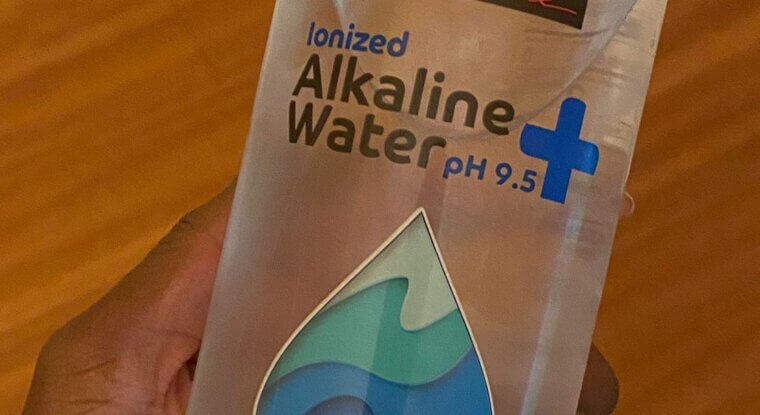 Ionized
Alkaline
Water+
pH 9.5